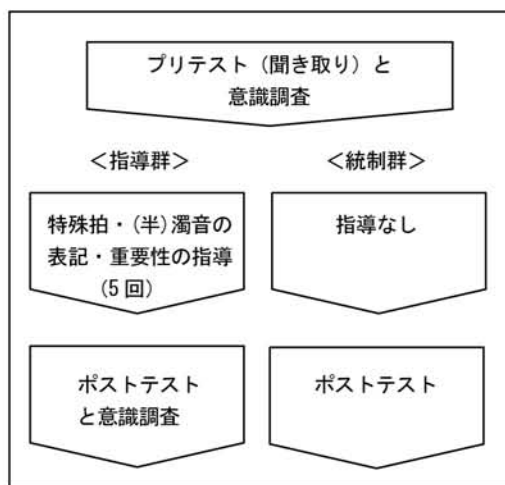 プリテスト（聞き取り）と
意識調査
＜指導群＞
＜統制群＞
特殊拍・(半)濁音の
表記・重要性の指導
(5回)
指導なし
ポストテスト
と意識調査
ポストテスト